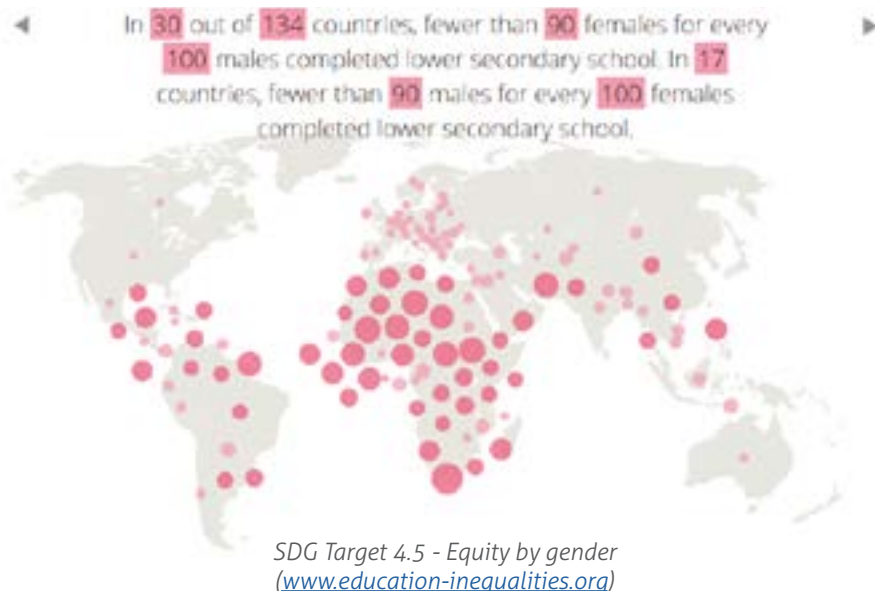 In 30 out of 134 countries, fewer than 90 females for every
100 males completed lower secondary school. In 17
countries, fewer than 90 males for every 100 females
completed lower secondary school.
SDG Target 4.5 - Equity by gender
(www.education-inequalities.org)